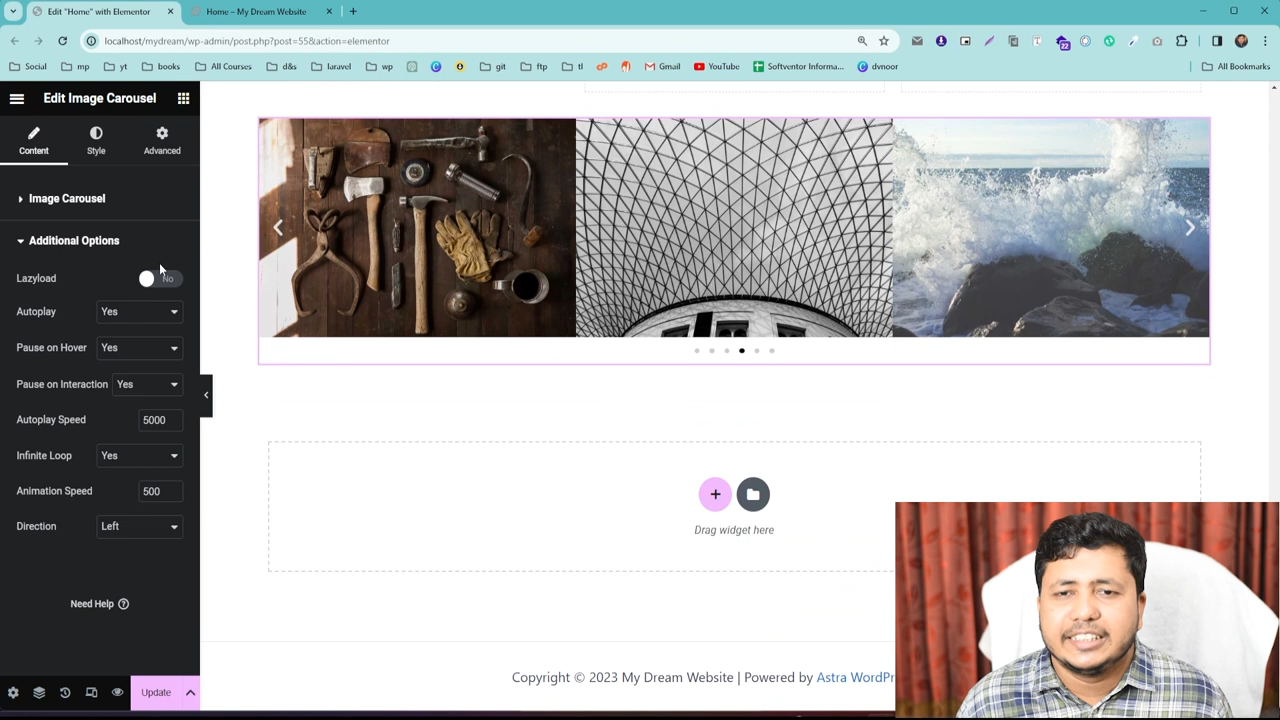 Edit "Home" with Elementor
Home – My Dream Website
localhost/mydream/wp-admin/post.php?post=55&action=elementor
22
Social
mp
yt
books
All Courses
d&s
laravel
wp
git
ftp
tl
Gmail
YouTube
Softventor Informa...
dvnoor
All Bookmarks
Edit Image Carousel
Content
Style
Advanced
Image Carousel
Additional Options
Lazyload
No
Autoplay
Yes
Pause on Hover
Yes
Pause on Interaction
Yes
Autoplay Speed
5000
Infinite Loop
Yes
Animation Speed
500
Direction
Left
Need Help
Update
Drag widget here
Copyright © 2023 My Dream Website | Powered by Astra WordPr